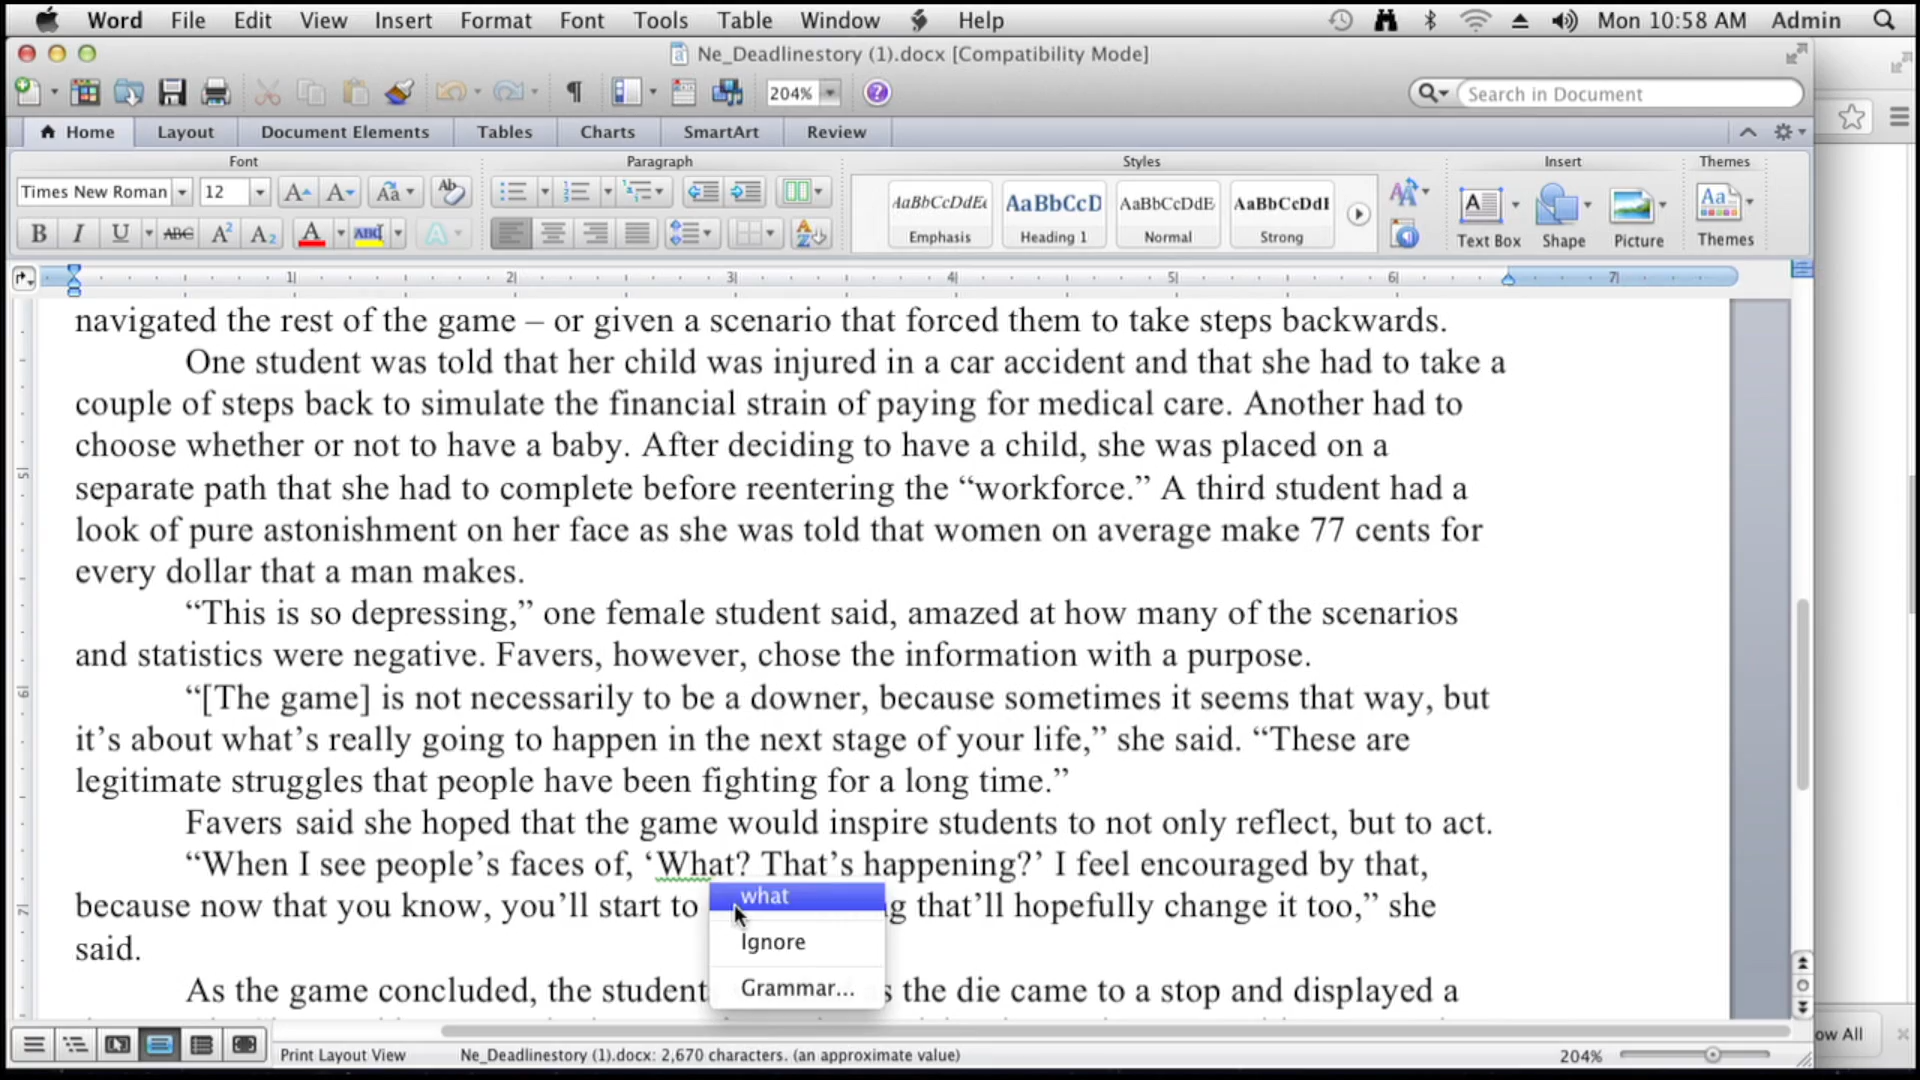 Word File Edit View Insert Format Font Tools Table Window Help Mon 10:58 AM Admin
Ne_Deadlinestory (1).docx [Compatibility Mode]
204% Search in Document
Home Layout Document Elements Tables Charts SmartArt Review
Font Paragraph Styles Insert Themes
Times New Roman 12
AaBbCcDdEe AaBbCcD AaBbCcDdE AaBbCcDdI
Emphasis Heading 1 Normal Strong Text Box Shape Picture Themes
1 2 3 4 5 6 7
navigated the rest of the game – or given a scenario that forced them to take steps backwards.
One student was told that her child was injured in a car accident and that she had to take a
couple of steps back to simulate the financial strain of paying for medical care. Another had to
choose whether or not to have a baby. After deciding to have a child, she was placed on a
separate path that she had to complete before reentering the “workforce.” A third student had a
look of pure astonishment on her face as she was told that women on average make 77 cents for
every dollar that a man makes.
“This is so depressing,” one female student said, amazed at how many of the scenarios
and statistics were negative. Favers, however, chose the information with a purpose.
“[The game] is not necessarily to be a downer, because sometimes it seems that way, but
it’s about what’s really going to happen in the next stage of your life,” she said. “These are
legitimate struggles that people have been fighting for a long time.”
Favers said she hoped that the game would inspire students to not only reflect, but to act.
“When I see people’s faces of, ‘What? That’s happening?’ I feel encouraged by that,
because now that you know, you’ll start to g that’ll hopefully change it too,” she
said.
As the game concluded, the student s the die came to a stop and displayed a
what
Ignore
Grammar...
Print Layout View Ne_Deadlinestory (1).docx: 2,670 characters. (an approximate value) 204%
ow All